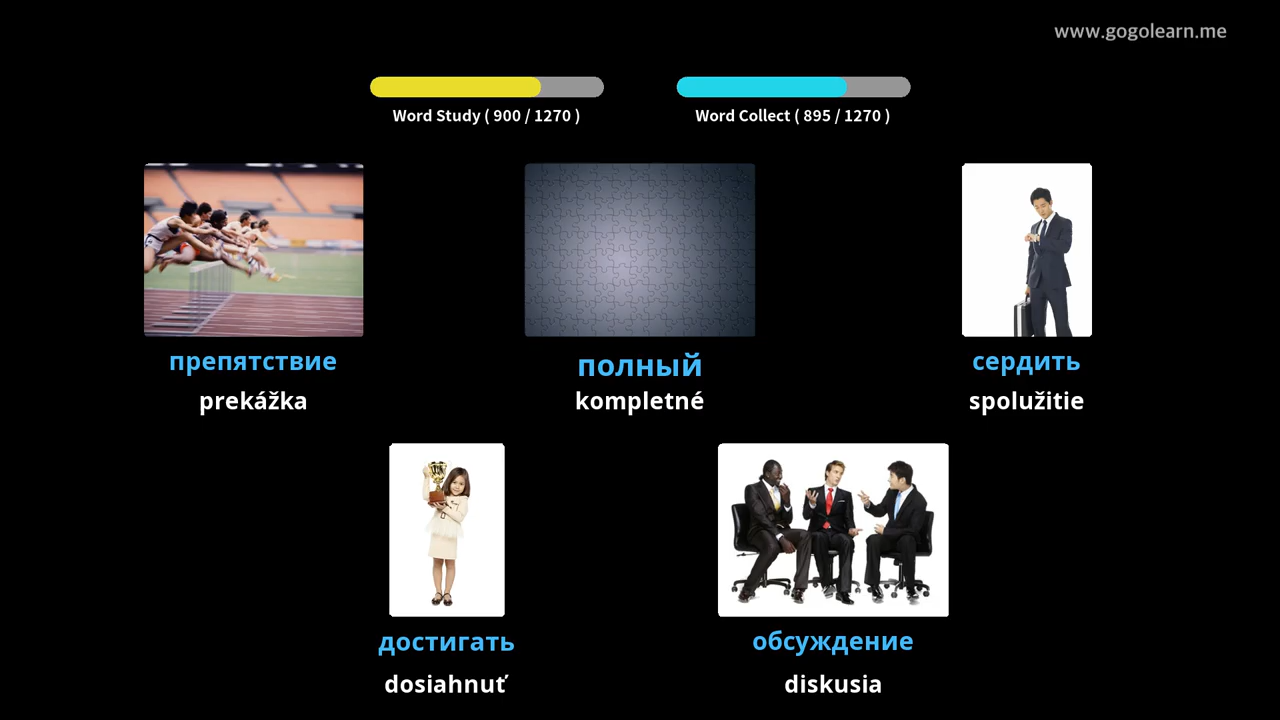 www.gogolearn.me
Word Study ( 900 / 1270 )
Word Collect ( 895 / 1270 )
препятствие
prekážka
полный
kompletné
сердить
spolužitie
достигать
dosiahnuť
обсуждение
diskusia